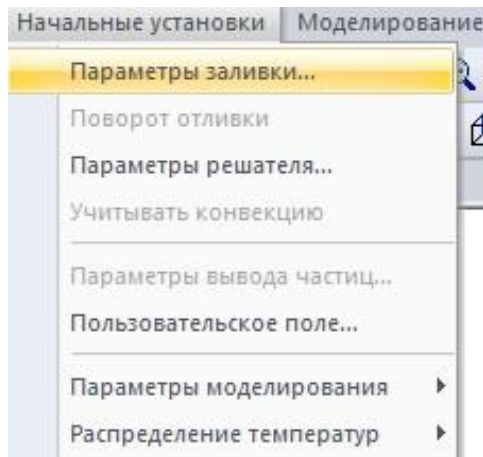 Начальные установки Моделирование
Параметры заливки...
Поворот отливки
Параметры решателя...
Учитывать конвекцию
Параметры вывода частиц...
Пользовательское поле...
Параметры моделирования
Распределение температур